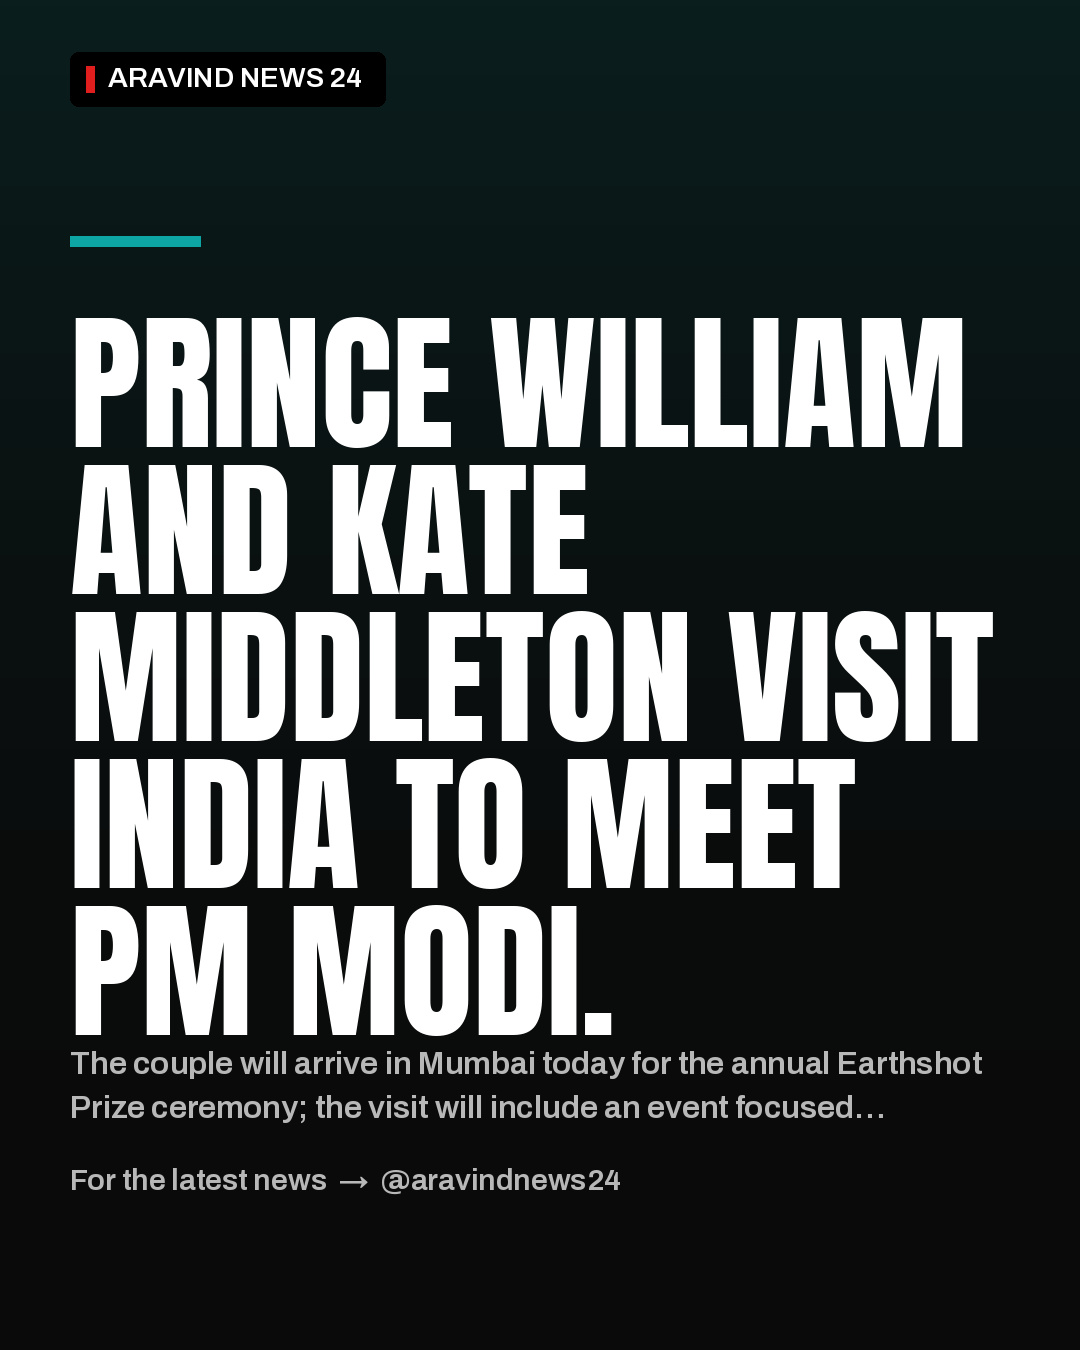 ARAVIND NEWS 24
PRINCE WILLIAM
AND KATE
MIDDLETON VISIT
INDIA TO MEET
PM MODI.
The couple will arrive in Mumbai today for the annual Earthshot
Prize ceremony; the visit will include an event focused...
For the latest news → @aravindnews24